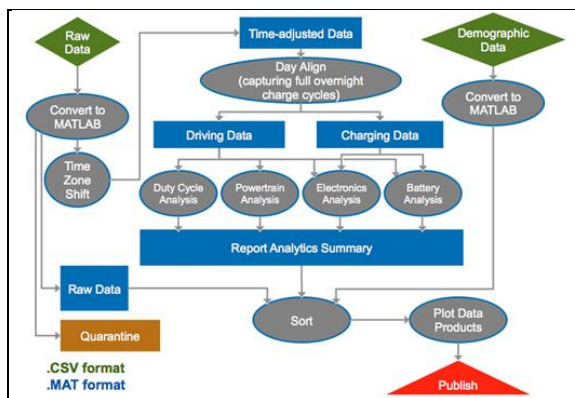 Raw
Data
Time-adjusted Data
Demographic
Data
Day Align
(capturing full overnight
charge cycles)
Convert to
MATLAB
Convert to
MATLAB
Driving Data
Charging Data
Time
Zone
Shift
Duty Cycle
Analysis
Powertrain
Analysis
Electronics
Analysis
Battery
Analysis
Report Analytics Summary
Raw Data
Sort
Plot Data
Products
Quarantine
.CSV format
.MAT format
Publish